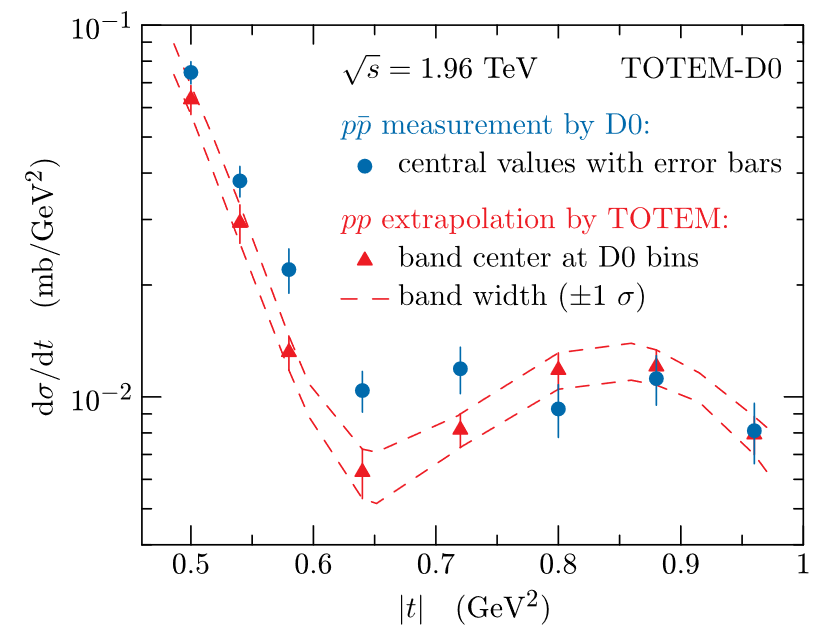 10⁻¹
10⁻²
dσ/dt (mb/GeV²)
√s = 1.96 TeV TOTEM-D0
pp̄ measurement by D0:
central values with error bars
pp extrapolation by TOTEM:
band center at D0 bins
band width (±1 σ)
0.5 0.6 0.7 0.8 0.9 1
|t| (GeV²)